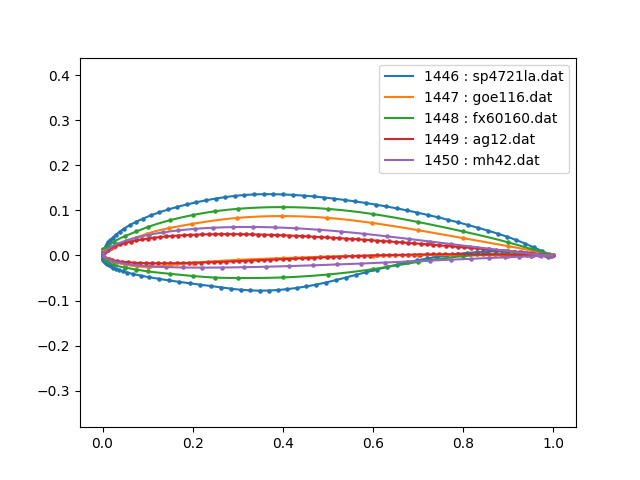 1446 : sp4721la.dat
1447 : goe116.dat
1448 : fx60160.dat
1449 : ag12.dat
1450 : mh42.dat
0.4
0.3
0.2
0.1
0.0
−0.1
−0.2
−0.3
0.0 0.2 0.4 0.6 0.8 1.0